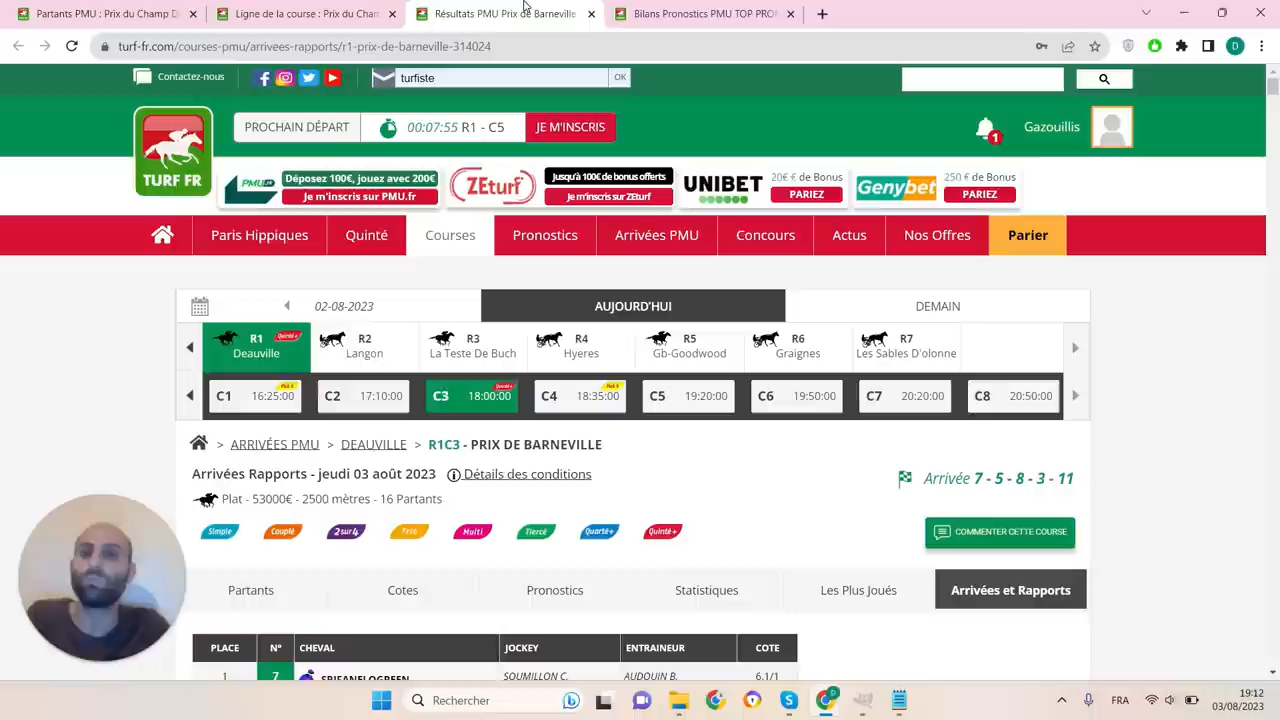 Partants PMU : Prix du Champ D
Ligne de la course : Prix du Chan
Résultats PMU Prix de Barneville
Bilans Pronostics PMU TOP PRO
turf-fr.com/courses-pmu/arrivees-rapports/r1-prix-de-barneville-314024
D
Contactez-nous
turfiste
OK
TURF FR
PROCHAIN DÉPART
00:07:55 R1 - C5
JE M'INSCRIS
1
Gazouillis
PMU
Déposez 100€, jouez avec 200€
Je m'inscris sur PMU.fr
ZEturf
Jusqu'à 100€ de bonus offerts
Je m'inscris sur ZEturf
UNIBET
20€ € de Bonus
PARIEZ
Genybet
250 € de Bonus
PARIEZ
Paris Hippiques
Quinté
Courses
Pronostics
Arrivées PMU
Concours
Actus
Nos Offres
Parier
02-08-2023
AUJOURD'HUI
DEMAIN
R1
Quinté+
Deauville
R2
Langon
R3
La Teste De Buch
R4
Hyeres
R5
Gb-Goodwood
R6
Graignes
R7
Les Sables D'olonne
C1 16:25:00
Pick 5
C2 17:10:00
C3 18:00:00
Quinté+
C4 18:35:00
Pick 5
C5 19:20:00
C6 19:50:00
C7 20:20:00
C8 20:50:00
> ARRIVÉES PMU > DEAUVILLE > R1C3 - PRIX DE BARNEVILLE
Arrivées Rapports - jeudi 03 août 2023
Détails des conditions
Arrivée 7 - 5 - 8 - 3 - 11
Plat - 53000€ - 2500 mètres - 16 Partants
Simple
Couplé
2sur4
Trio
Multi
Tiercé
Quarté+
Quinté+
COMMENTER CETTE COURSE
Partants
Cotes
Pronostics
Statistiques
Les Plus Joués
Arrivées et Rapports
PLACE N° CHEVAL JOCKEY ENTRAINEUR COTE
1 7 SRIFANELOGREEN SOUMILLON C. AUDOUIN B. 6.1/1
Rechercher
FRA
19:12
03/08/2023